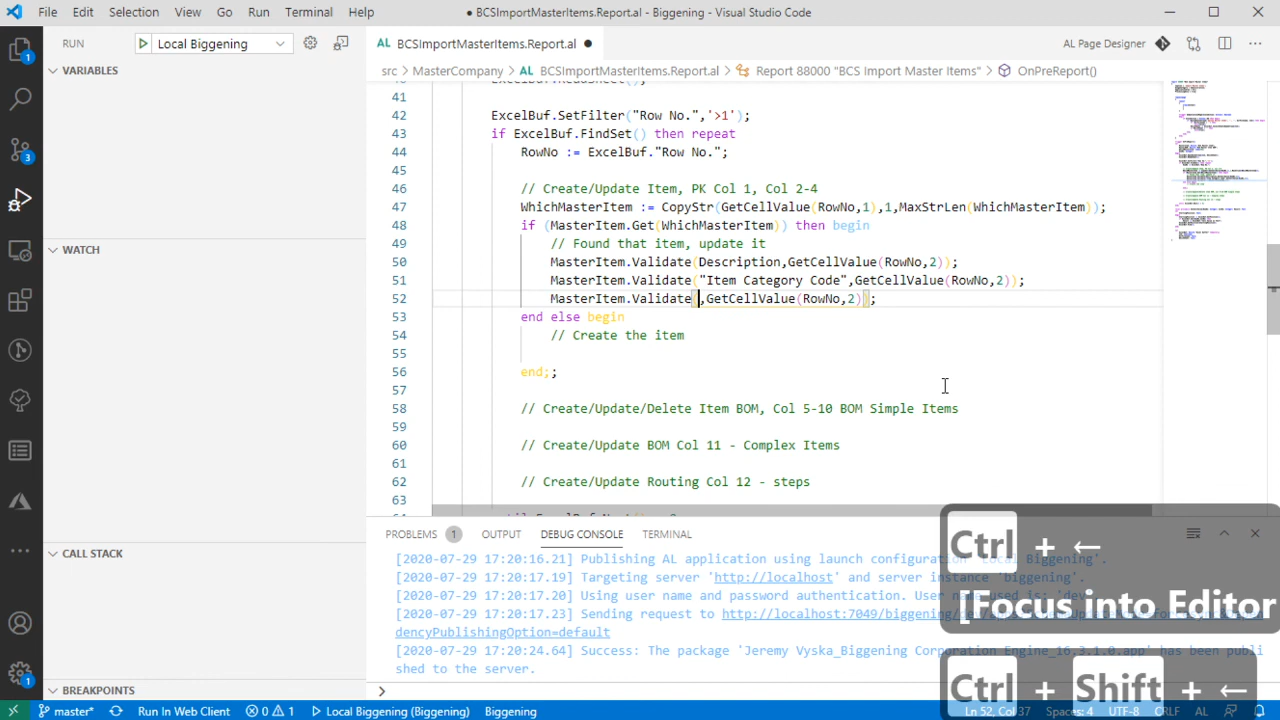 File Edit Selection View Go Run Terminal Help
● BCSImportMasterItems.Report.al - Biggening - Visual Studio Code
RUN
Local Biggening
AL BCSImportMasterItems.Report.al ●
AL Page Designer
VARIABLES
src > MasterCompany > AL BCSImportMasterItems.Report.al > Report 88000 "BCS Import Master Items" > OnPreReport()
41
42 ExcelBuf.SetFilter("Row No.",'>1');
43 if ExcelBuf.FindSet() then repeat
44 RowNo := ExcelBuf."Row No.";
45
46 // Create/Update Item, PK Col 1, Col 2-4
47 WhichMasterItem := CopyStr(GetCellValue(RowNo,1),1,MaxStrLen(WhichMasterItem));
48 if (MasterItem.Get(WhichMasterItem)) then begin
49 // Found that item, update it
50 MasterItem.Validate(Description,GetCellValue(RowNo,2));
51 MasterItem.Validate("Item Category Code",GetCellValue(RowNo,2));
52 MasterItem.Validate(,GetCellValue(RowNo,2));
53 end else begin
54 // Create the item
55
56 end;;
57
58 // Create/Update/Delete Item BOM, Col 5-10 BOM Simple Items
59
60 // Create/Update BOM Col 11 - Complex Items
61
62 // Create/Update Routing Col 12 - steps
63
WATCH
CALL STACK
BREAKPOINTS
PROBLEMS 1 OUTPUT DEBUG CONSOLE TERMINAL
[2020-07-29 17:20:16.21] Publishing AL application using launch configuration 'Local Biggening'.
[2020-07-29 17:20:17.19] Targeting server 'http://localhost' and server instance 'biggening'.
[2020-07-29 17:20:17.20] Using user name and password authentication. User name used is: 'dev
[2020-07-29 17:20:17.23] Sending request to http://localhost:7049/biggening/
dencyPublishingOption=default
[2020-07-29 17:20:24.64] Success: The package 'Jeremy Vyska_Biggening Corporation Engine_16.3.1.0.app' has been publi
shed to the server.
Ctrl + ←
Focus into Editor
Ctrl + Shift + ←
master* Run In Web Client 0 1 Local Biggening (Biggening) Biggening
Ln 52, Col 37 Spaces: 4 UTF-8 CRLF AL